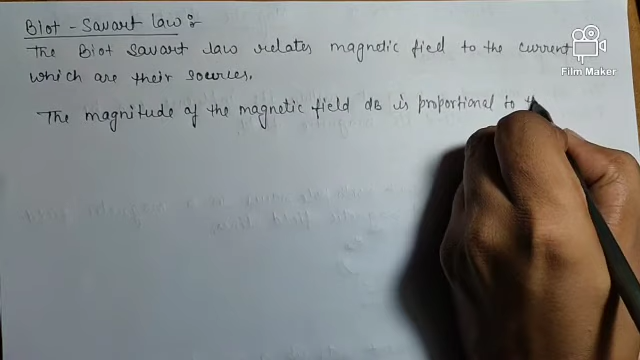 Biot - Savart law :-
The Biot Savart law relates magnetic field to the current
which are their sources.
The magnitude of the magnetic field dB is proportional to
Film Maker